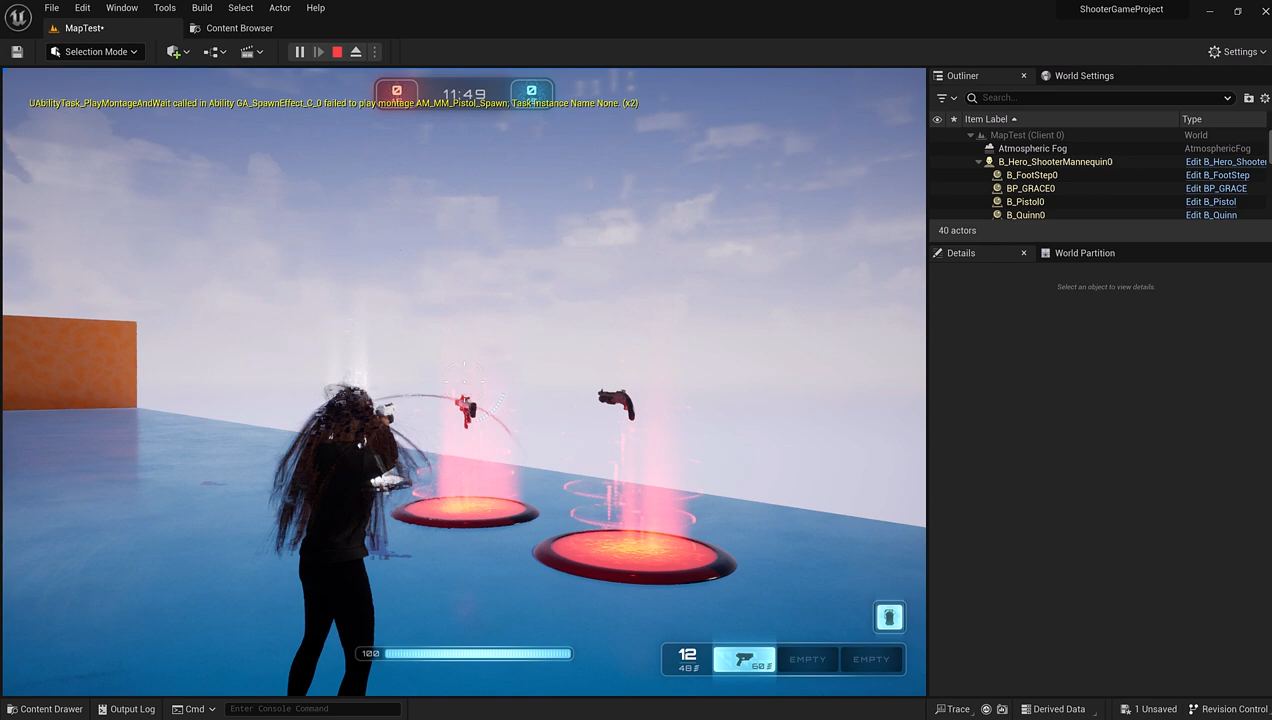 File Edit Window Tools Build Select Actor Help
ShooterGameProject
MapTest•
Content Browser
Selection Mode
Settings
0 11:49 0
UAbilityTask_PlayMontageAndWait called in Ability GA_SpawnEffect_C_0 failed to play montage AM_MM_Pistol_Spawn; Task Instance Name None. (x2)
Outliner
World Settings
Search...
Item Label Type
MapTest (Client 0) World
Atmospheric Fog AtmosphericFog
B_Hero_ShooterMannequin0 Edit B_Hero_Shooter
B_FootStep0 Edit B_FootStep
BP_GRACE0 Edit BP_GRACE
B_Pistol0 Edit B_Pistol
B_Quinn0 Edit B_Quinn
40 actors
Details
World Partition
Select an object to view details.
100
12
48
60
EMPTY EMPTY
Content Drawer Output Log Cmd Enter Console Command
Trace Derived Data 1 Unsaved Revision Control